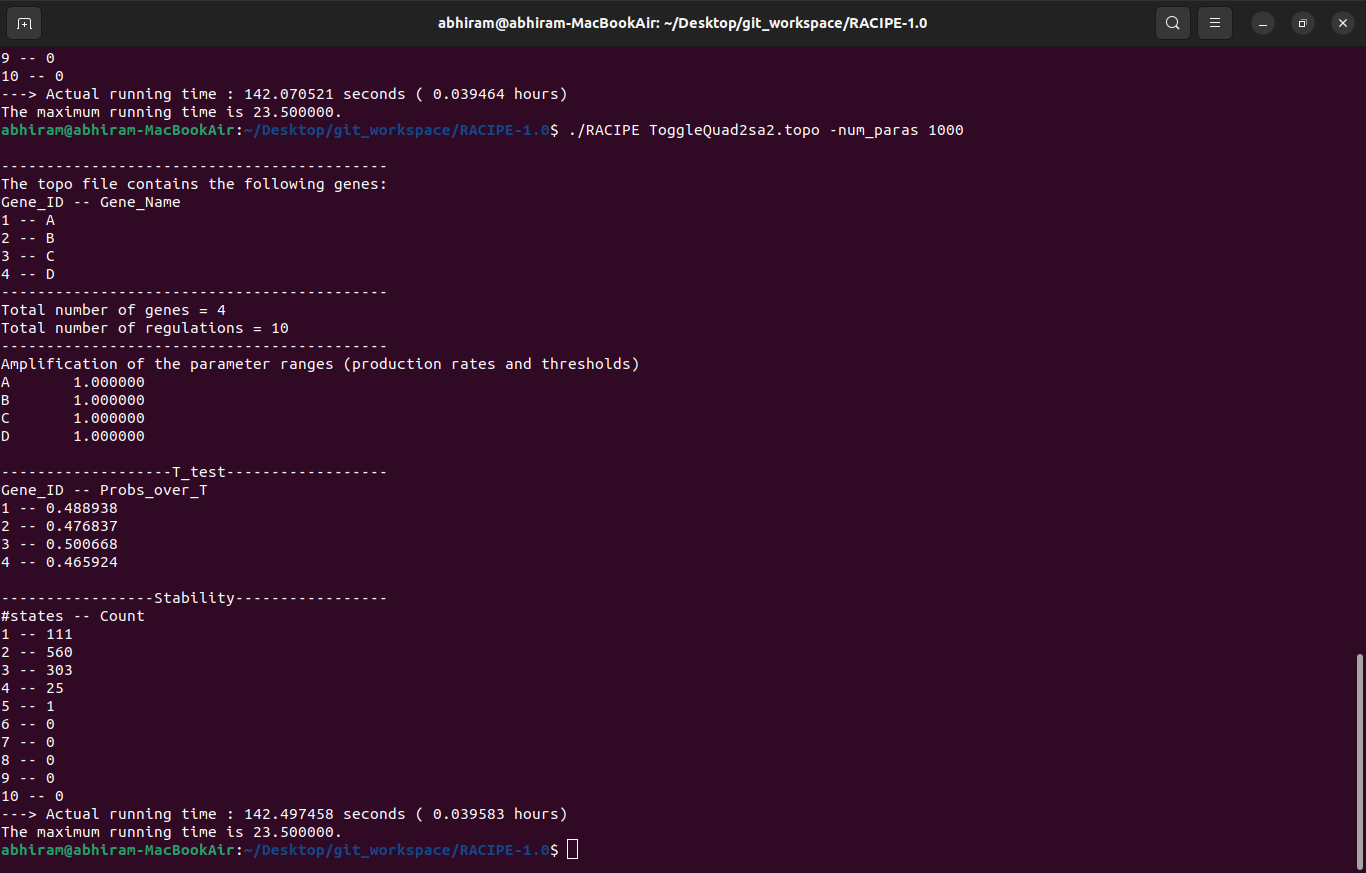 abhiram@abhiram-MacBookAir: ~/Desktop/git_workspace/RACIPE-1.0
9 -- 0
10 -- 0
---> Actual running time : 142.070521 seconds ( 0.039464 hours)
The maximum running time is 23.500000.
abhiram@abhiram-MacBookAir:~/Desktop/git_workspace/RACIPE-1.0$ ./RACIPE ToggleQuad2sa2.topo -num_paras 1000
-------------------------------------------
The topo file contains the following genes:
Gene_ID -- Gene_Name
1 -- A
2 -- B
3 -- C
4 -- D
-------------------------------------------
Total number of genes = 4
Total number of regulations = 10
-------------------------------------------
Amplification of the parameter ranges (production rates and thresholds)
A       1.000000
B       1.000000
C       1.000000
D       1.000000
-------------------T_test------------------
Gene_ID -- Probs_over_T
1 -- 0.488938
2 -- 0.476837
3 -- 0.500668
4 -- 0.465924
-----------------Stability-----------------
#states -- Count
1 -- 111
2 -- 560
3 -- 303
4 -- 25
5 -- 1
6 -- 0
7 -- 0
8 -- 0
9 -- 0
10 -- 0
---> Actual running time : 142.497458 seconds ( 0.039583 hours)
The maximum running time is 23.500000.
abhiram@abhiram-MacBookAir:~/Desktop/git_workspace/RACIPE-1.0$